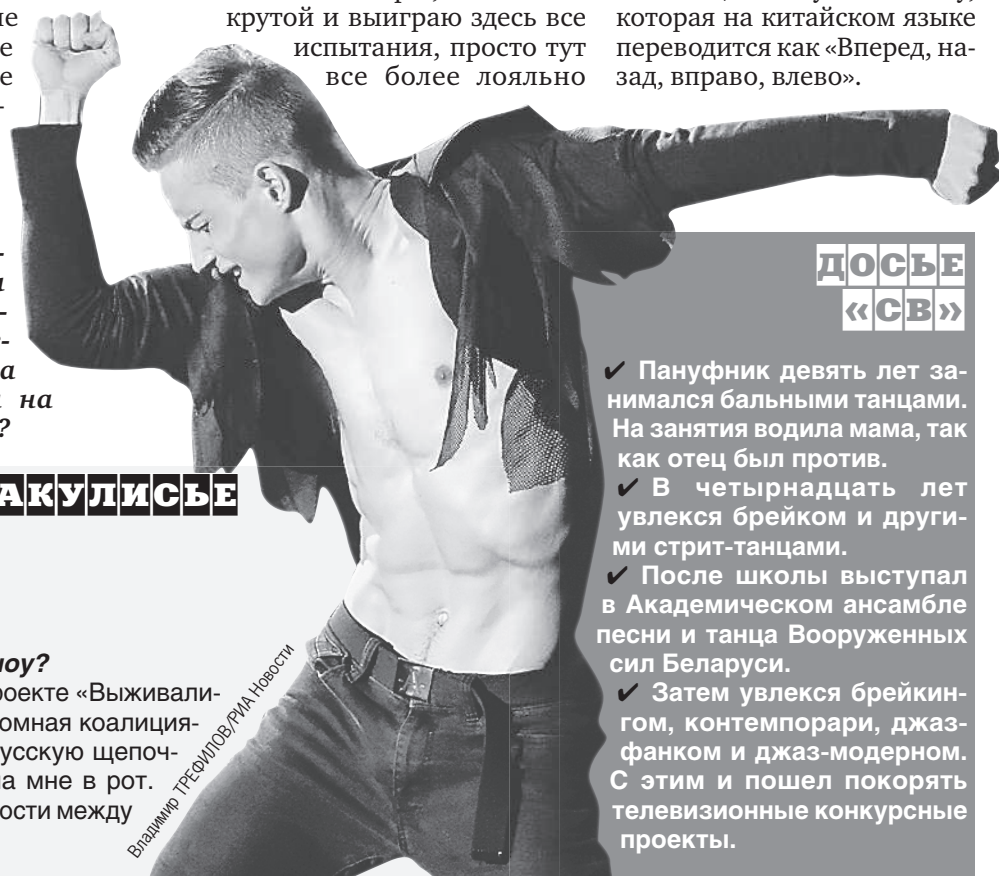 крутой и выиграю здесь все
испытания, просто тут
все более лояльно
которая на китайском языке
переводится как «Вперед, на-
зад, вправо, влево».
на
?
АКУЛИСЬЕ
оу?
роекте «Выживали-
омная коалиция-
усскую щепоч-
а мне в рот.
ости между
Владимир ТРЕФИЛОВ/РИА Новости
ДОСЬЕ
«СВ»
✔ Пануфник девять лет за-
нимался бальными танцами.
На занятия водила мама, так
как отец был против.
✔ В четырнадцать лет
увлекся брейком и други-
ми стрит-танцами.
✔ После школы выступал
в Академическом ансамбле
песни и танца Вооруженных
сил Беларуси.
✔ Затем увлекся брейкин-
гом, контемпорари, джаз-
фанком и джаз-модерном.
С этим и пошел покорять
телевизионные конкурсные
проекты.